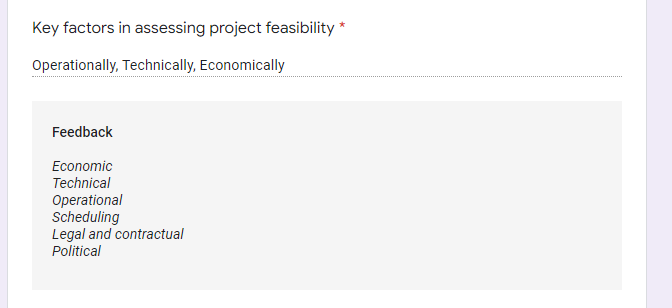 Key factors in assessing project feasibility *
Operationally, Technically, Economically
Feedback
Economic
Technical
Operational
Scheduling
Legal and contractual
Political